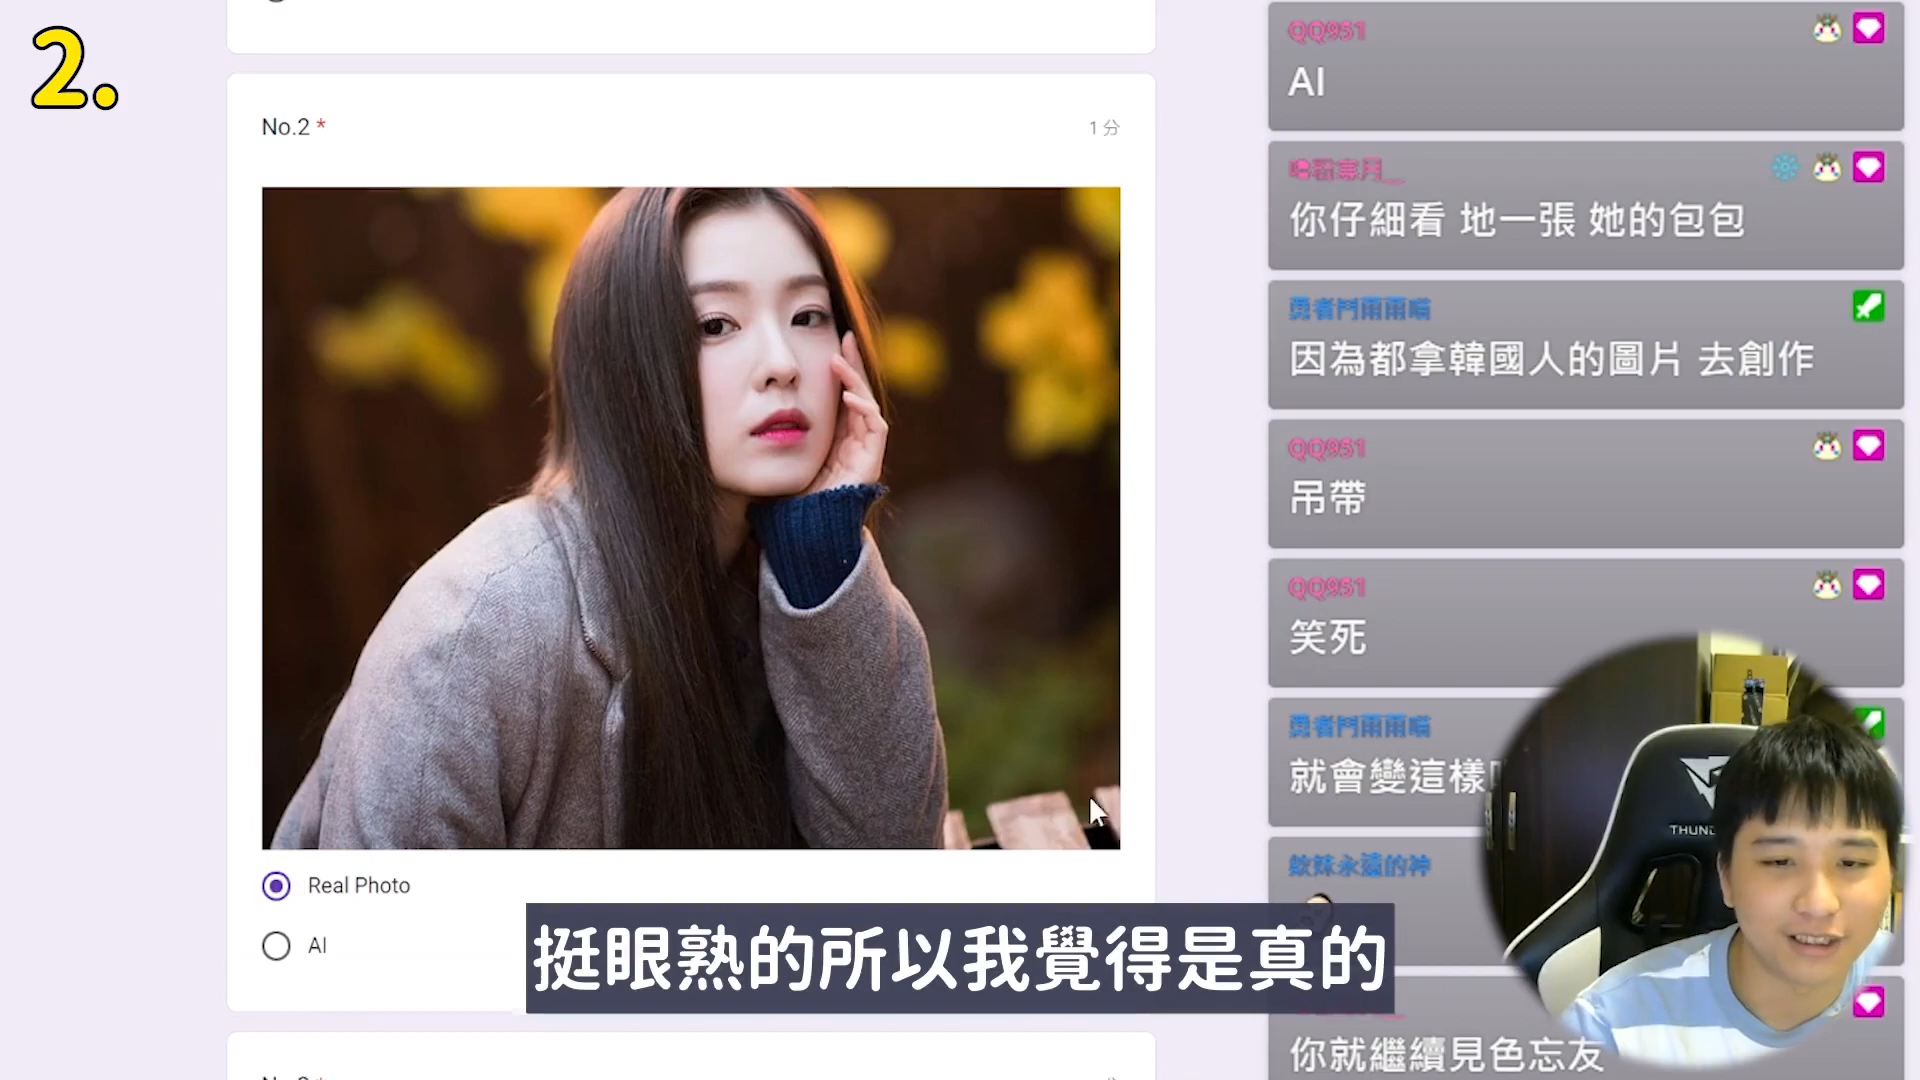 2.
No.2 *
1 分
Real Photo
AI
挺眼熟的所以我覺得是真的
QQ951
AI
你仔細看 地一張 她的包包
因為都拿韓國人的圖片 去創作
QQ951
吊帶
QQ951
笑死
就會變這樣
你就繼續見色忘友
THUND